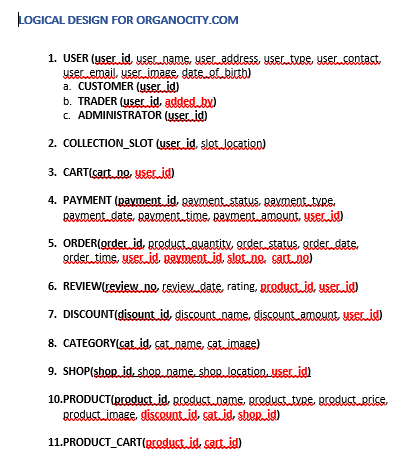 LOGICAL DESIGN FOR ORGANOCITY.COM
1. USER (user_id, user_name, user_address, user_type, user_contact,
user_email, user_image, date_of_birth)
a. CUSTOMER (user_id)
b. TRADER (user_id, added_by)
c. ADMINISTRATOR (user_id)
2. COLLECTION_SLOT (user_id, slot_location)
3. CART(cart_no, user_id)
4. PAYMENT (payment_id, payment_status, payment_type,
payment_date, payment_time, payment_amount, user_id)
5. ORDER(order_id, product_quantity, order_status, order_date,
order_time, user_id, payment_id, slot_no, cart_no)
6. REVIEW(review_no, review_date, rating, product_id, user_id)
7. DISCOUNT(disount_id, discount_name, discount_amount, user_id)
8. CATEGORY(cat_id, cat_name, cat_image)
9. SHOP(shop_id, shop_name, shop_location, user_id)
10.PRODUCT(product_id, product_name, product_type, product_price,
product_image, discount_id, cat_id, shop_id)
11.PRODUCT_CART(product_id, cart_id)